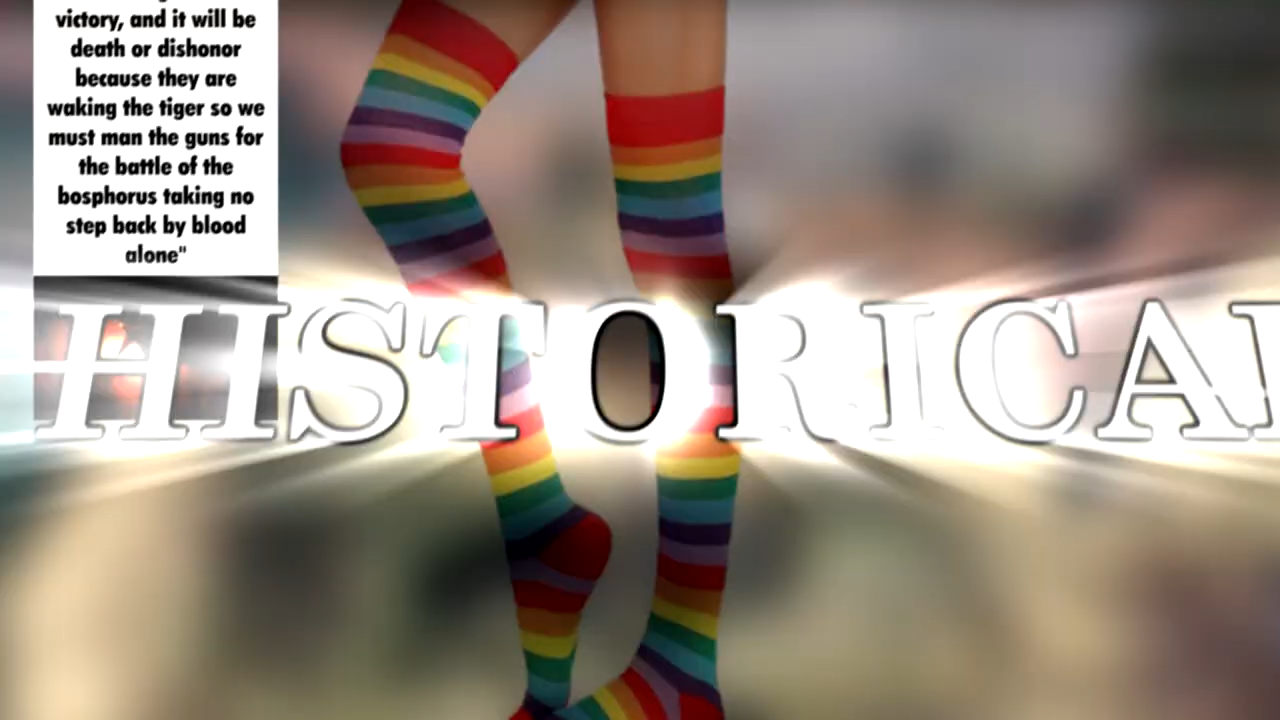 victory, and it will be
death or dishonor
because they are
waking the tiger so we
must man the guns for
the battle of the
bosphorus taking no
step back by blood
alone"
HISTORICAL